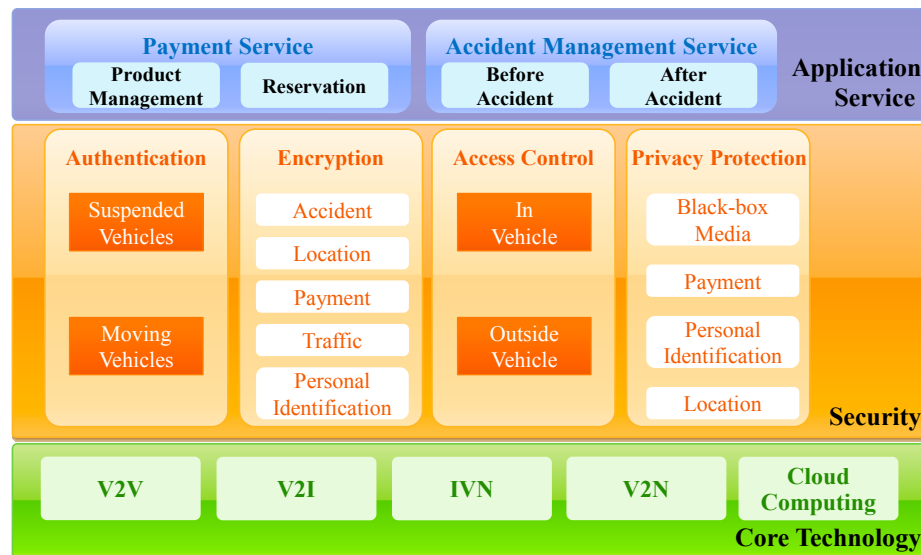 Payment Service
Product
Management
Reservation
Accident Management Service
Before
Accident
After
Accident
Application
Service
Authentication
Suspended
Vehicles
Moving
Vehicles
Encryption
Accident
Location
Payment
Traffic
Personal
Identification
Access Control
In
Vehicle
Outside
Vehicle
Privacy Protection
Black-box
Media
Payment
Personal
Identification
Location
Security
V2V
V2I
IVN
V2N
Cloud
Computing
Core Technology